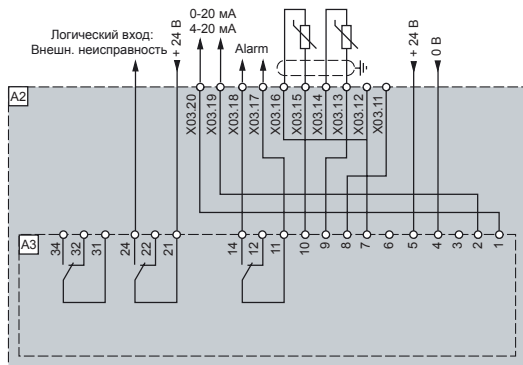 Логический вход:
Внешн. неисправность
+ 24 В
0-20 мА
4-20 мА
Alarm
+ 24 В
0 В
A2
X03.20
X03.19
X03.18
X03.17
X03.16
X03.15
X03.14
X03.13
X03.12
X03.11
A3
34
32
31
24
22
21
14
12
11
10
9
8
7
6
5
4
3
2
1